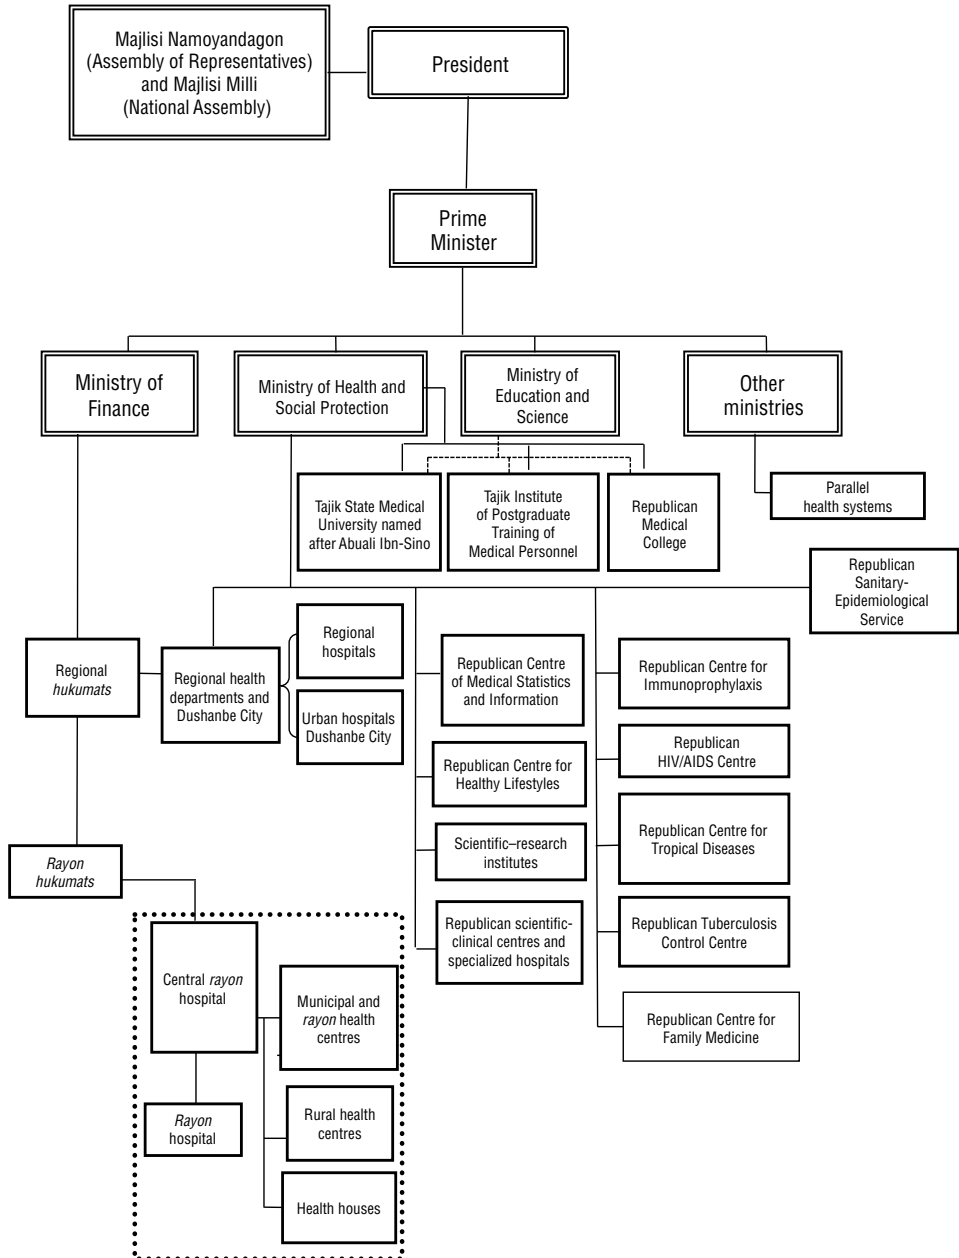 Majlisi Namoyandagon
(Assembly of Representatives)
and Majlisi Milli
(National Assembly)
President
Prime
Minister
Ministry of
Finance
Ministry of Health and
Social Protection
Ministry of
Education and
Science
Other
ministries
Tajik State Medical
University named
after Abuali Ibn-Sino
Tajik Institute
of Postgraduate
Training of
Medical Personnel
Republican
Medical
College
Parallel
health systems
Republican
Sanitary-
Epidemiological
Service
Regional
hukumats
Regional health
departments and
Dushanbe City
Regional
hospitals
Urban hospitals
Dushanbe City
Republican Centre
of Medical Statistics
and Information
Republican Centre for
Healthy Lifestyles
Scientific–research
institutes
Republican scientific-
clinical centres and
specialized hospitals
Republican Centre for
Immunoprophylaxis
Republican
HIV/AIDS Centre
Republican Centre for
Tropical Diseases
Republican Tuberculosis
Control Centre
Republican Centre for
Family Medicine
Rayon
hukumats
Central rayon
hospital
Municipal and
rayon health
centres
Rayon
hospital
Rural health
centres
Health houses